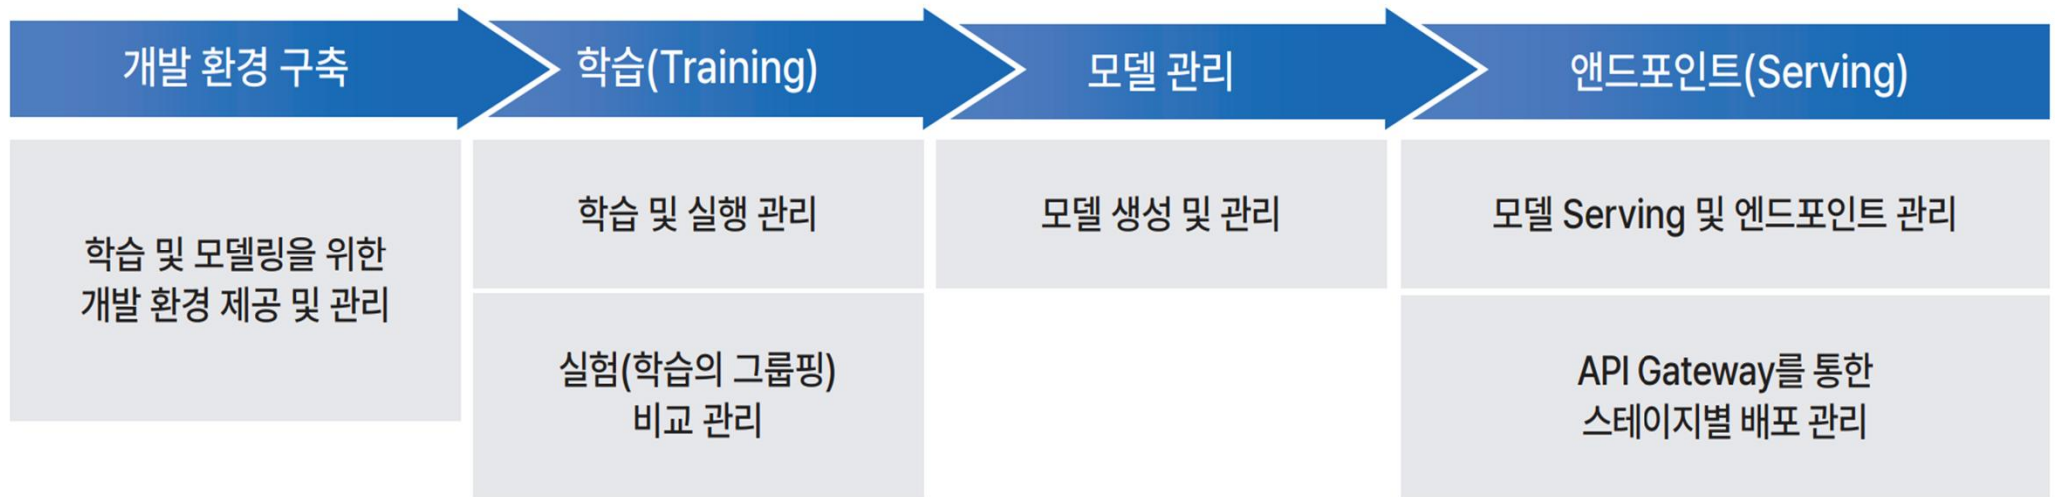 개발 환경 구축
학습(Training)
모델 관리
앤드포인트(Serving)
학습 및 모델링을 위한
개발 환경 제공 및 관리
학습 및 실행 관리
실험(학습의 그룹핑)
비교 관리
모델 생성 및 관리
모델 Serving 및 엔드포인트 관리
API Gateway를 통한
스테이지별 배포 관리